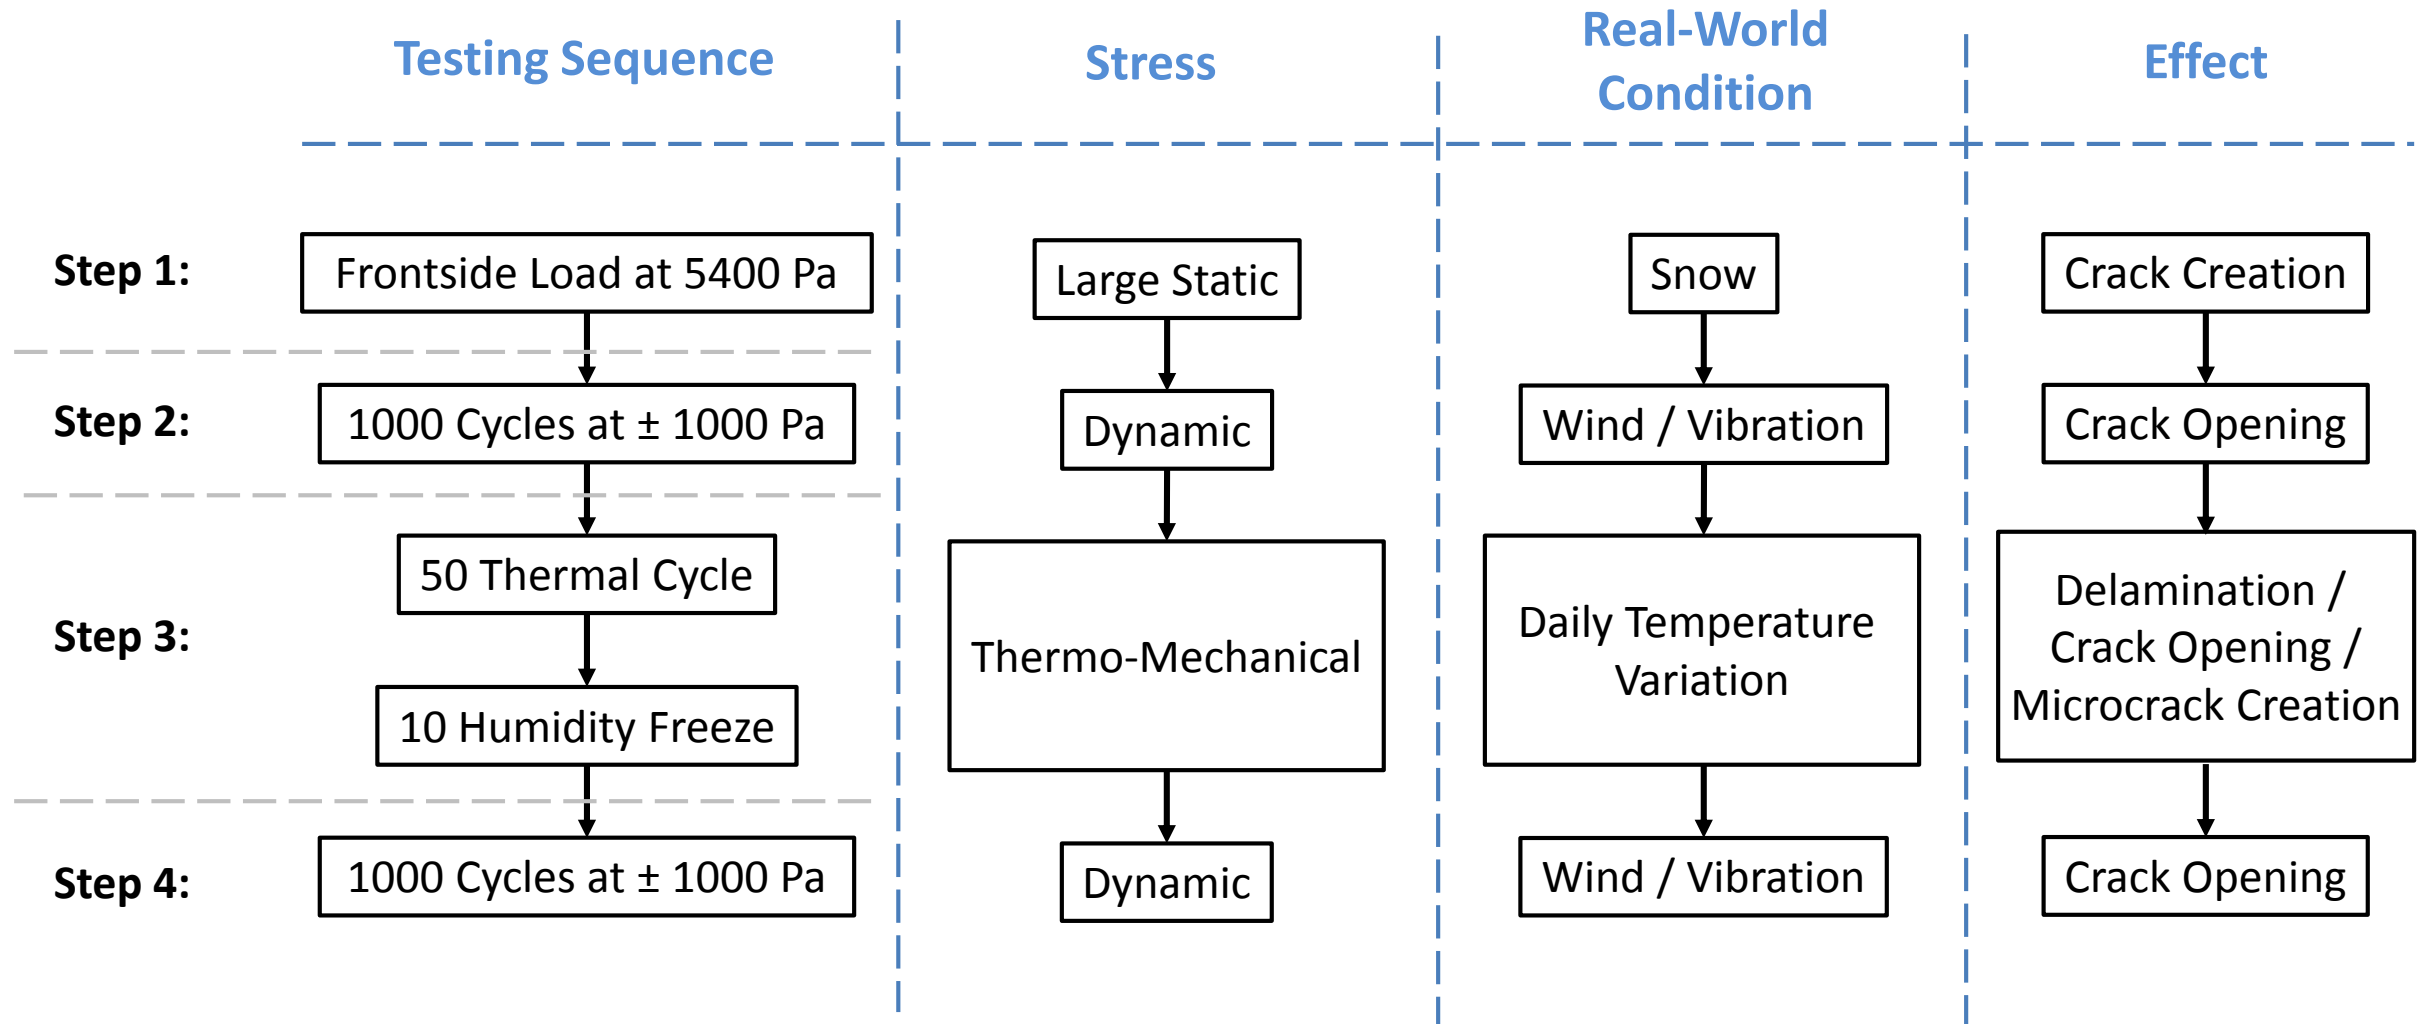 Testing Sequence
Stress
Real-World
Condition
Effect
Step 1:
Frontside Load at 5400 Pa
Large Static
Snow
Crack Creation
Step 2:
1000 Cycles at ± 1000 Pa
Dynamic
Wind / Vibration
Crack Opening
Step 3:
50 Thermal Cycle
10 Humidity Freeze
Thermo-Mechanical
Daily Temperature
Variation
Delamination /
Crack Opening /
Microcrack Creation
Step 4:
1000 Cycles at ± 1000 Pa
Dynamic
Wind / Vibration
Crack Opening